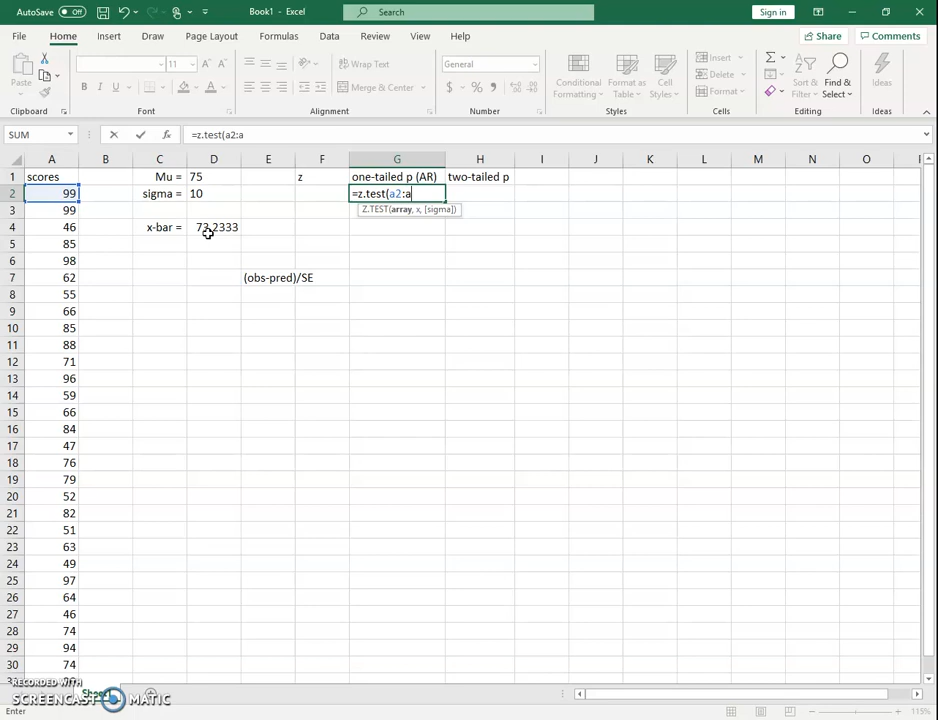 AutoSave Off Book1 - Excel Search Sign in
File Home Insert Draw Page Layout Formulas Data Review View Help Share Comments
Paste 11 A A Wrap Text General Conditional Formatting Format as Table Cell Styles Insert Delete Format Sort & Filter Find & Select Ideas
B I U A Merge & Center $ % 9
Clipboard Font Alignment Number Styles Cells Editing Ideas
SUM fx =z.test(a2:a
A B C D E F G H I J K L M N O P
1 scores Mu = 75 z one-tailed p (AR) two-tailed p
2 99 sigma = 10 =z.test(a2:a
3 99 Z.TEST(array, x, [sigma])
4 46 x-bar = 73.2333
5 85
6 98
7 62 (obs-pred)/SE
8 55
9 66
10 85
11 88
12 71
13 96
14 59
15 66
16 84
17 47
18 76
19 79
20 52
21 82
22 51
23 63
24 49
25 97
26 64
27 46
28 74
29 94
30 74
RECORDED WITH
SCREENCAST MATIC
Sheet1
Enter 115%